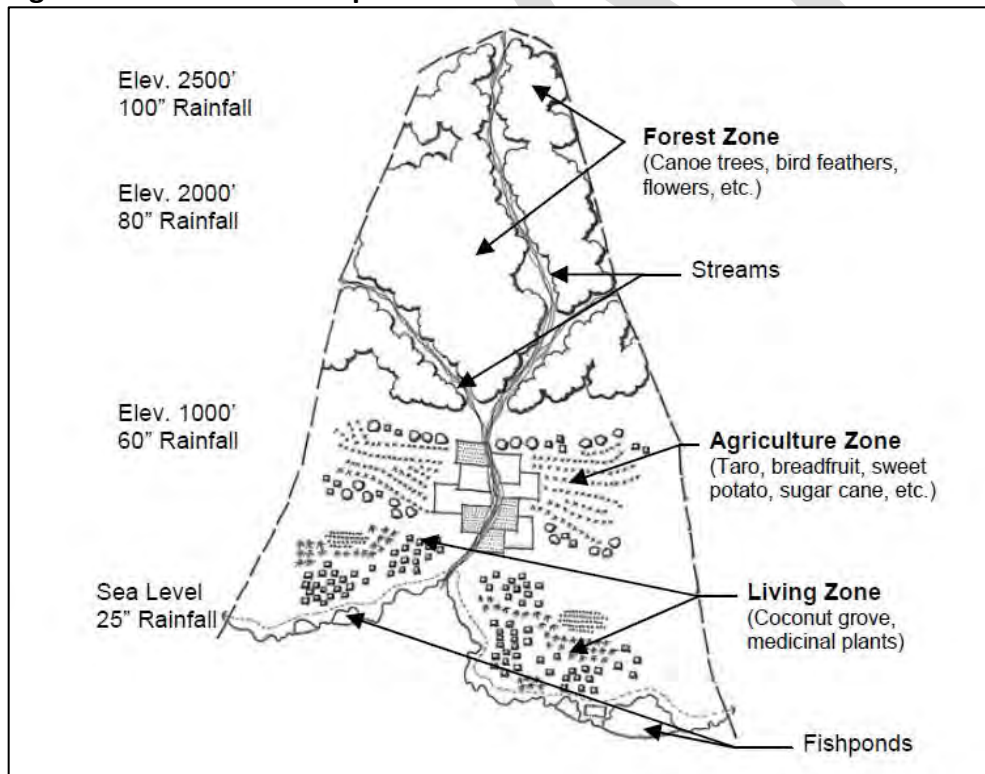 Elev. 2500'
100” Rainfall
Forest Zone
(Canoe trees, bird feathers,
flowers, etc.)
Elev. 2000'
80” Rainfall
Streams
Elev. 1000'
60” Rainfall
Agriculture Zone
(Taro, breadfruit, sweet
potato, sugar cane, etc.)
Sea Level
25” Rainfall
Living Zone
(Coconut grove,
medicinal plants)
Fishponds